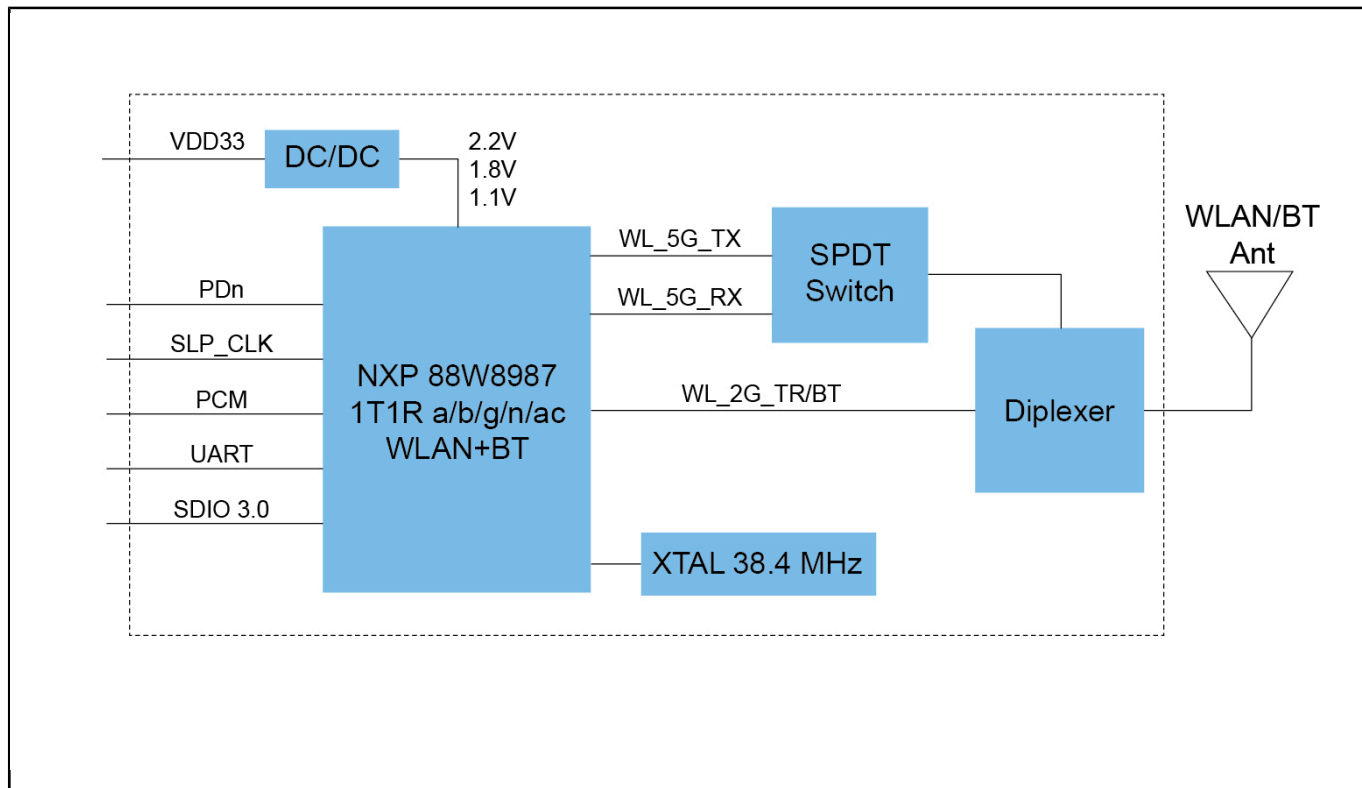 VDD33
DC/DC
2.2V
1.8V
1.1V
WL_5G_TX
WL_5G_RX
SPDT
Switch
WLAN/BT
Ant
PDn
SLP_CLK
PCM
UART
SDIO 3.0
NXP 88W8987
1T1R a/b/g/n/ac
WLAN+BT
WL_2G_TR/BT
Diplexer
XTAL 38.4 MHz